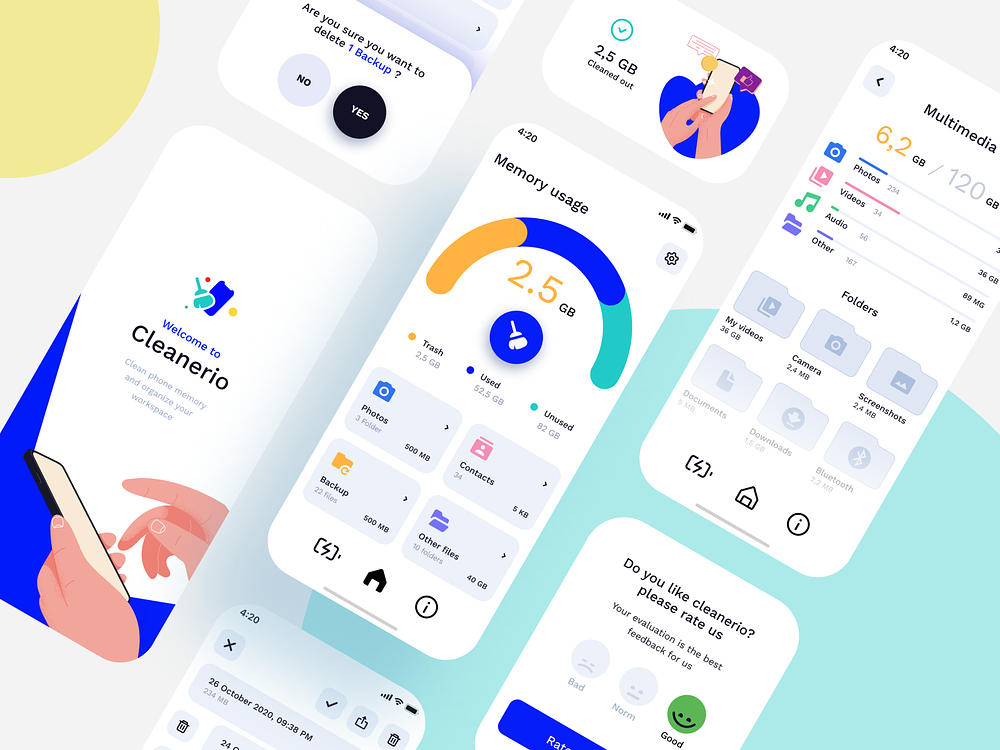 Are you sure you want to
delete 1 Backup ?
NO
YES
Welcome to
Cleanerio
Clean phone memory
and organize your
workspace
4:20
Memory usage
2.5 GB
Trash
2,5 GB
Used
52,5 GB
Unused
82 GB
Photos
3 Folder
500 MB
Contacts
34
5 KB
Backup
22 files
500 MB
Other files
10 folders
40 GB
2,5 GB
Cleaned out
4:20
Multimedia
6,2 GB / 120 GB
Photos 234
Videos 34
36 GB
Audio 56
89 MG
Other 167
1,2 GB
Folders
My videos
36 GB
Camera
2,4 MB
Screenshots
2,4 MB
Documents
5 MB
Downloads
1,5 GB
Bluetooth
2,2 MB
4:20
26 October 2020, 09:38 PM
234 MB
Do you like cleanerio?
please rate us
Your evaluation is the best
feedback for us
Bad
Norm
Good